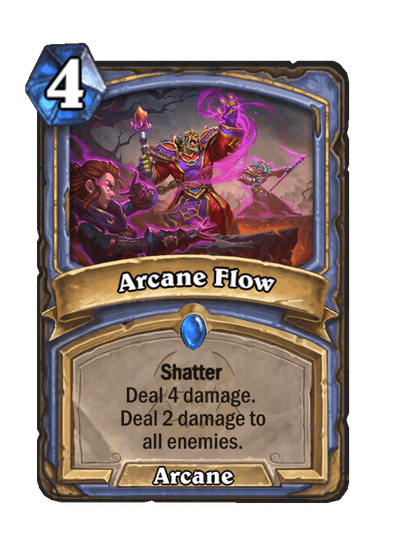 4
Arcane Flow
Shatter
Deal 4 damage.
Deal 2 damage to
all enemies.
Arcane